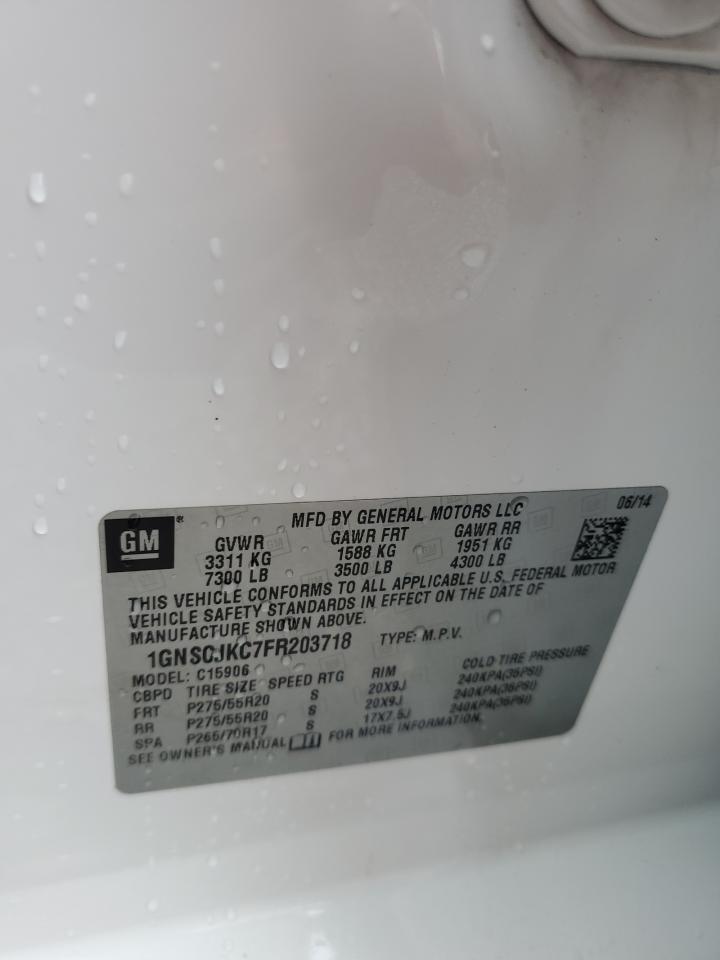 GM®
MFD BY GENERAL MOTORS LLC
06/14
GVWR GAWR FRT GAWR RR
3311 KG 1588 KG 1951 KG
7300 LB 3500 LB 4300 LB
THIS VEHICLE CONFORMS TO ALL APPLICABLE U.S. FEDERAL MOTOR
VEHICLE SAFETY STANDARDS IN EFFECT ON THE DATE OF
MANUFACTURE SHOWN ABOVE.
1GNSCJKC7FR203718 TYPE: M.P.V.
MODEL: C15906
CBPD TIRE SIZE SPEED RTG RIM COLD TIRE PRESSURE
FRT P275/55R20 S 20X9J 240KPA(35PSI)
RR P275/55R20 S 20X9J 240KPA(35PSI)
SPA P265/70R17 S 17X7.5J 240KPA(35PSI)
SEE OWNER'S MANUAL FOR MORE INFORMATION.